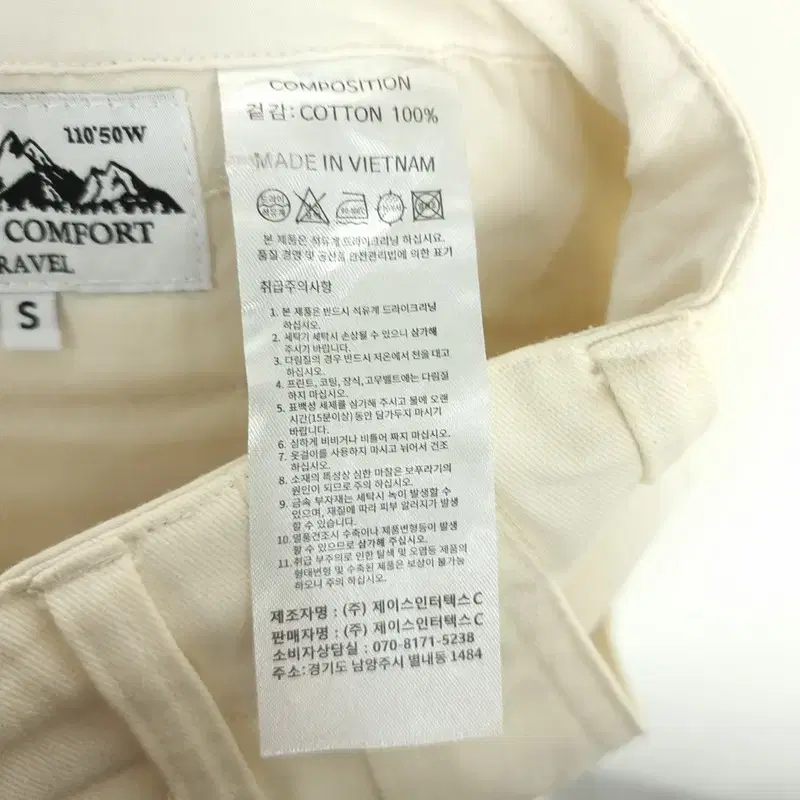 110°50'W
COMFORT
RAVEL
S
COMPOSITION
겉감: COTTON 100%
MADE IN VIETNAM
드라이
석유계
본 제품은 석유계 드라이크리닝 하십시요.
품질 경영 및 공산품 안전관리법에 의한 표기
취급주의사항
1. 본 제품은 반드시 석유계 드라이크리닝
하십시오.
2. 세탁기 세탁시 손상될 수 있으니 삼가해
주시기 바랍니다.
3. 다림질의 경우 반드시 저온에서 천을 대고
하십시오.
4. 프린트, 코팅, 장식, 고무벨트에는 다림질
하지 마십시오.
5. 표백성 세제를 삼가해 주시고 물에 오랜
시간(15분이상) 동안 담가두지 마시기
바랍니다.
6. 심하게 비비거나 비틀어 짜지 마십시오.
7. 옷걸이를 사용하지 마시고 뉘어서 건조
하십시오.
8. 소재의 특성상 심한 마찰은 보푸라기의
원인이 되므로 주의 하십시오.
9. 금속 부자재는 세탁시 녹이 발생할 수
있으며, 재질에 따라 피부 알러지가 발생
할 수 있습니다.
10. 열풍건조시 수축이나 제품변형등이 발생
할 수 있으므로 삼가해 주십시오.
11. 취급 부주의로 인한 탈색 및 오염등 제품의
형태변형 및 수축된 제품은 보상이 불가능
하오니 주의 하십시오.
제조자명 : (주) 제이스인터텍스C
판매자명 : (주) 제이스인터텍스C
소비자상담실 : 070-8171-5238
주소: 경기도 남양주시 별내동 1484